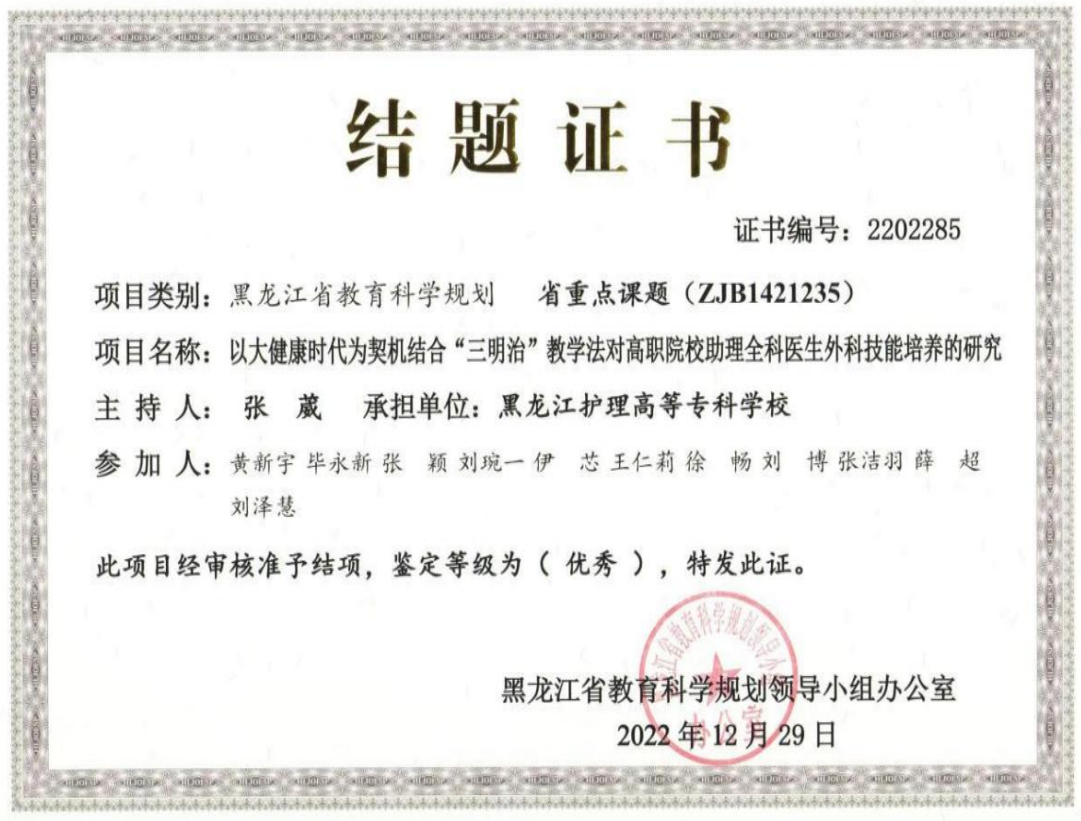 结题证书
证书编号：2202285
项目类别：黑龙江省教育科学规划 省重点课题（ZJB1421235）
项目名称：以大健康时代为契机结合“三明治”教学法对高职院校助理全科医生外科技能培养的研究
主 持 人： 张 葳 承担单位：黑龙江护理高等专科学校
参 加 人：黄新宇 毕永新 张 颖 刘琬一 伊 芯 王仁莉 徐 畅 刘 博 张洁羽 薛 超
刘泽慧
此项目经审核准予结项，鉴定等级为（ 优秀 ），特发此证。
黑龙江省教育科学规划领导小组办公室
2022 年 12 月 29 日
办公室